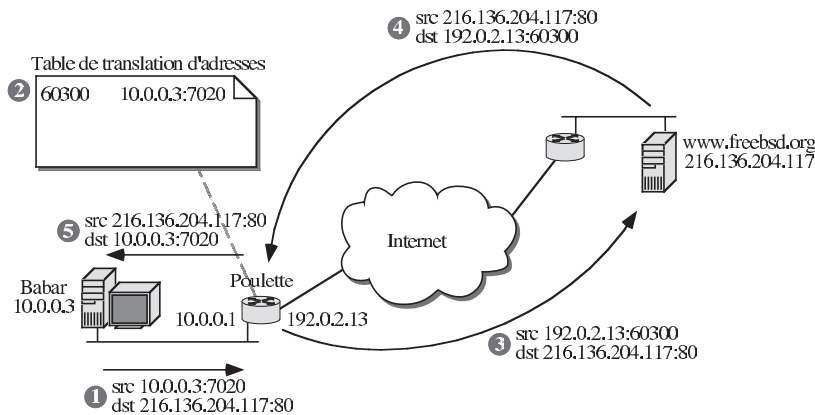 4 src 216.136.204.117:80
dst 192.0.2.13:60300
Table de translation d'adresses
2 60300 10.0.0.3:7020
www.freebsd.org
216.136.204.117
5 src 216.136.204.117:80
dst 10.0.0.3:7020
Internet
Babar
10.0.0.3
Poulette
10.0.0.1 192.0.2.13
3 src 192.0.2.13:60300
dst 216.136.204.117:80
1 src 10.0.0.3:7020
dst 216.136.204.117:80